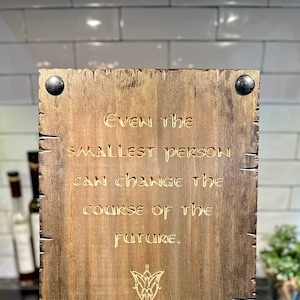 Even the
smallest person
can change the
course of the
future.